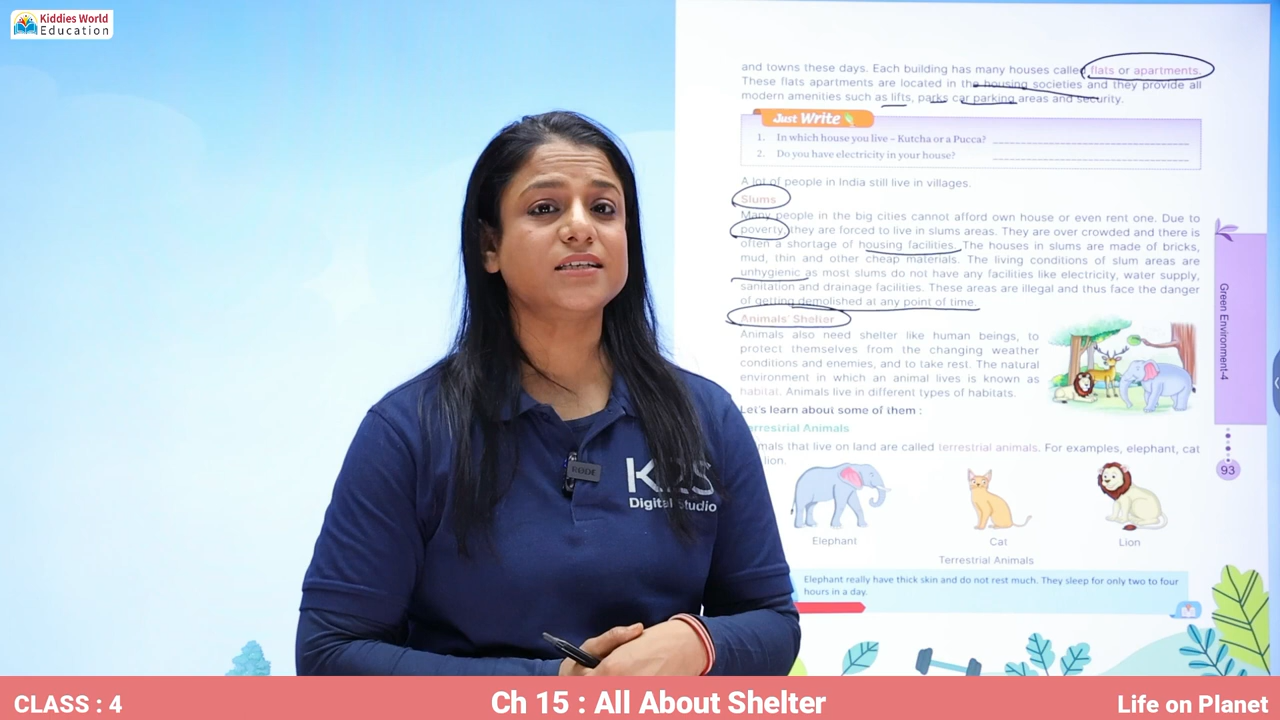 Kiddies World
Education
and towns these days. Each building has many houses called flats or apartments.
These flats apartments are located in the housing societies and they provide all
modern amenities such as lifts, parks car parking areas and security.
Just Write
1. In which house you live – Kutcha or a Pucca?
2. Do you have electricity in your house?
A lot of people in India still live in villages.
Slums
Many people in the big cities cannot afford own house or even rent one. Due to
poverty, they are forced to live in slums areas. They are over crowded and there is
often a shortage of housing facilities. The houses in slums are made of bricks,
mud, thin and other cheap materials. The living conditions of slum areas are
unhygienic as most slums do not have any facilities like electricity, water supply,
sanitation and drainage facilities. These areas are illegal and thus face the danger
of getting demolished at any point of time.
Animals' Shelter
Animals also need shelter like human beings, to
protect themselves from the changing weather
conditions and enemies, and to take rest. The natural
environment in which an animal lives is known as
habitat. Animals live in different types of habitats.
Let's learn about some of them :
Terrestrial Animals
that live on land are called terrestrial animals. For examples, elephant, cat
lion.
Elephant
Cat
Lion
Terrestrial Animals
Elephant really have thick skin and do not rest much. They sleep for only two to four
hours in a day.
Green Environment-4
93
RODE
KRS
Digital Studio
CLASS : 4
Ch 15 : All About Shelter
Life on Planet